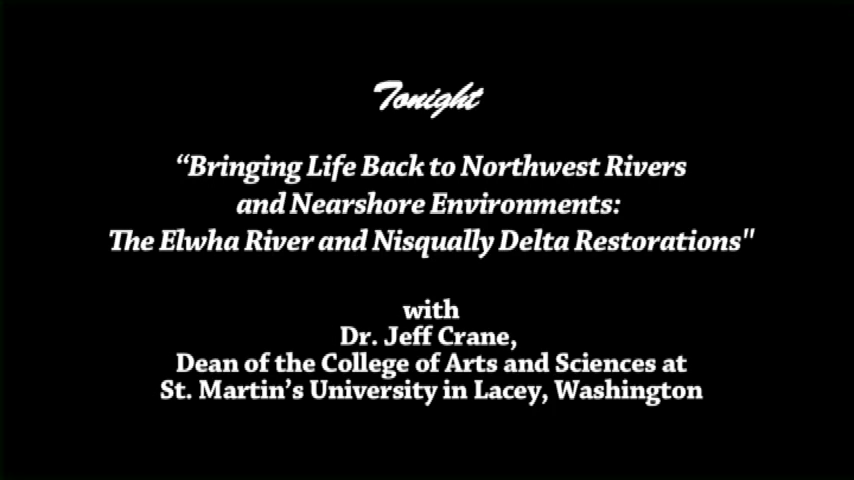 Tonight
“Bringing Life Back to Northwest Rivers
and Nearshore Environments:
The Elwha River and Nisqually Delta Restorations"
with
Dr. Jeff Crane,
Dean of the College of Arts and Sciences at
St. Martin’s University in Lacey, Washington